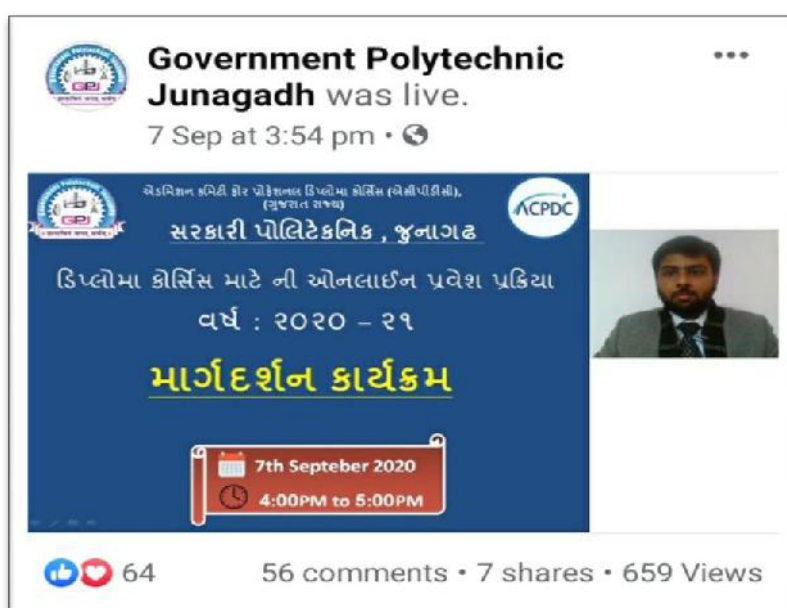 Government Polytechnic
Junagadh was live.
7 Sep at 3:54 pm •
એડમિશન કમિટી ફોર પ્રોફેશનલ ડિપ્લોમા કોર્સિસ (એસીપીડીસી),
(ગુજરાત રાજ્ય)
ACPDC
GPJ
સરકારી પોલિટેકનિક , જુનાગઢ
ડિપ્લોમા કોર્સિસ માટે ની ઓનલાઈન પ્રવેશ પ્રક્રિયા
વર્ષ : ૨૦૨૦ – ૨૧
માર્ગદર્શન કાર્યક્રમ
7th Septeber 2020
4:00PM to 5:00PM
64 56 comments • 7 shares • 659 Views